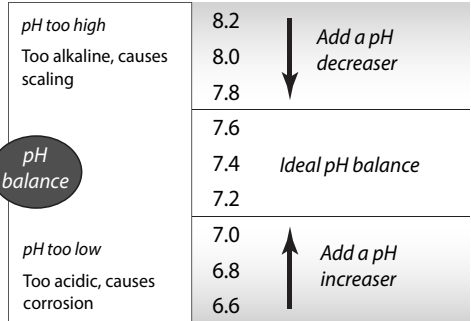 pH too high
Too alkaline, causes
scaling
8.2
8.0
7.8
Add a pH
decreaser
pH
balance
7.6
7.4
7.2
Ideal pH balance
pH too low
Too acidic, causes
corrosion
7.0
6.8
6.6
Add a pH
increaser